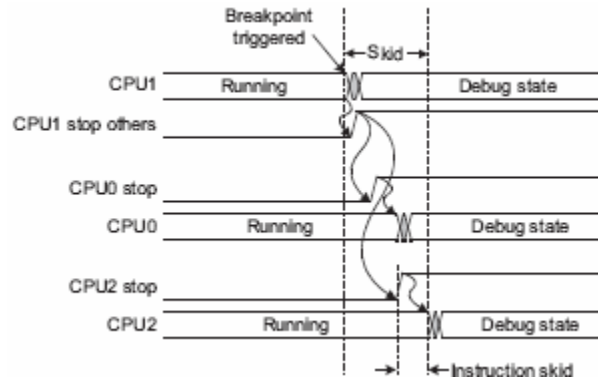 Breakpoint
triggered
Skid
CPU1 Running Debug state
CPU1 stop others
CPU0 stop
CPU0 Running Debug state
CPU2 stop
CPU2 Running Debug state
Instruction skid